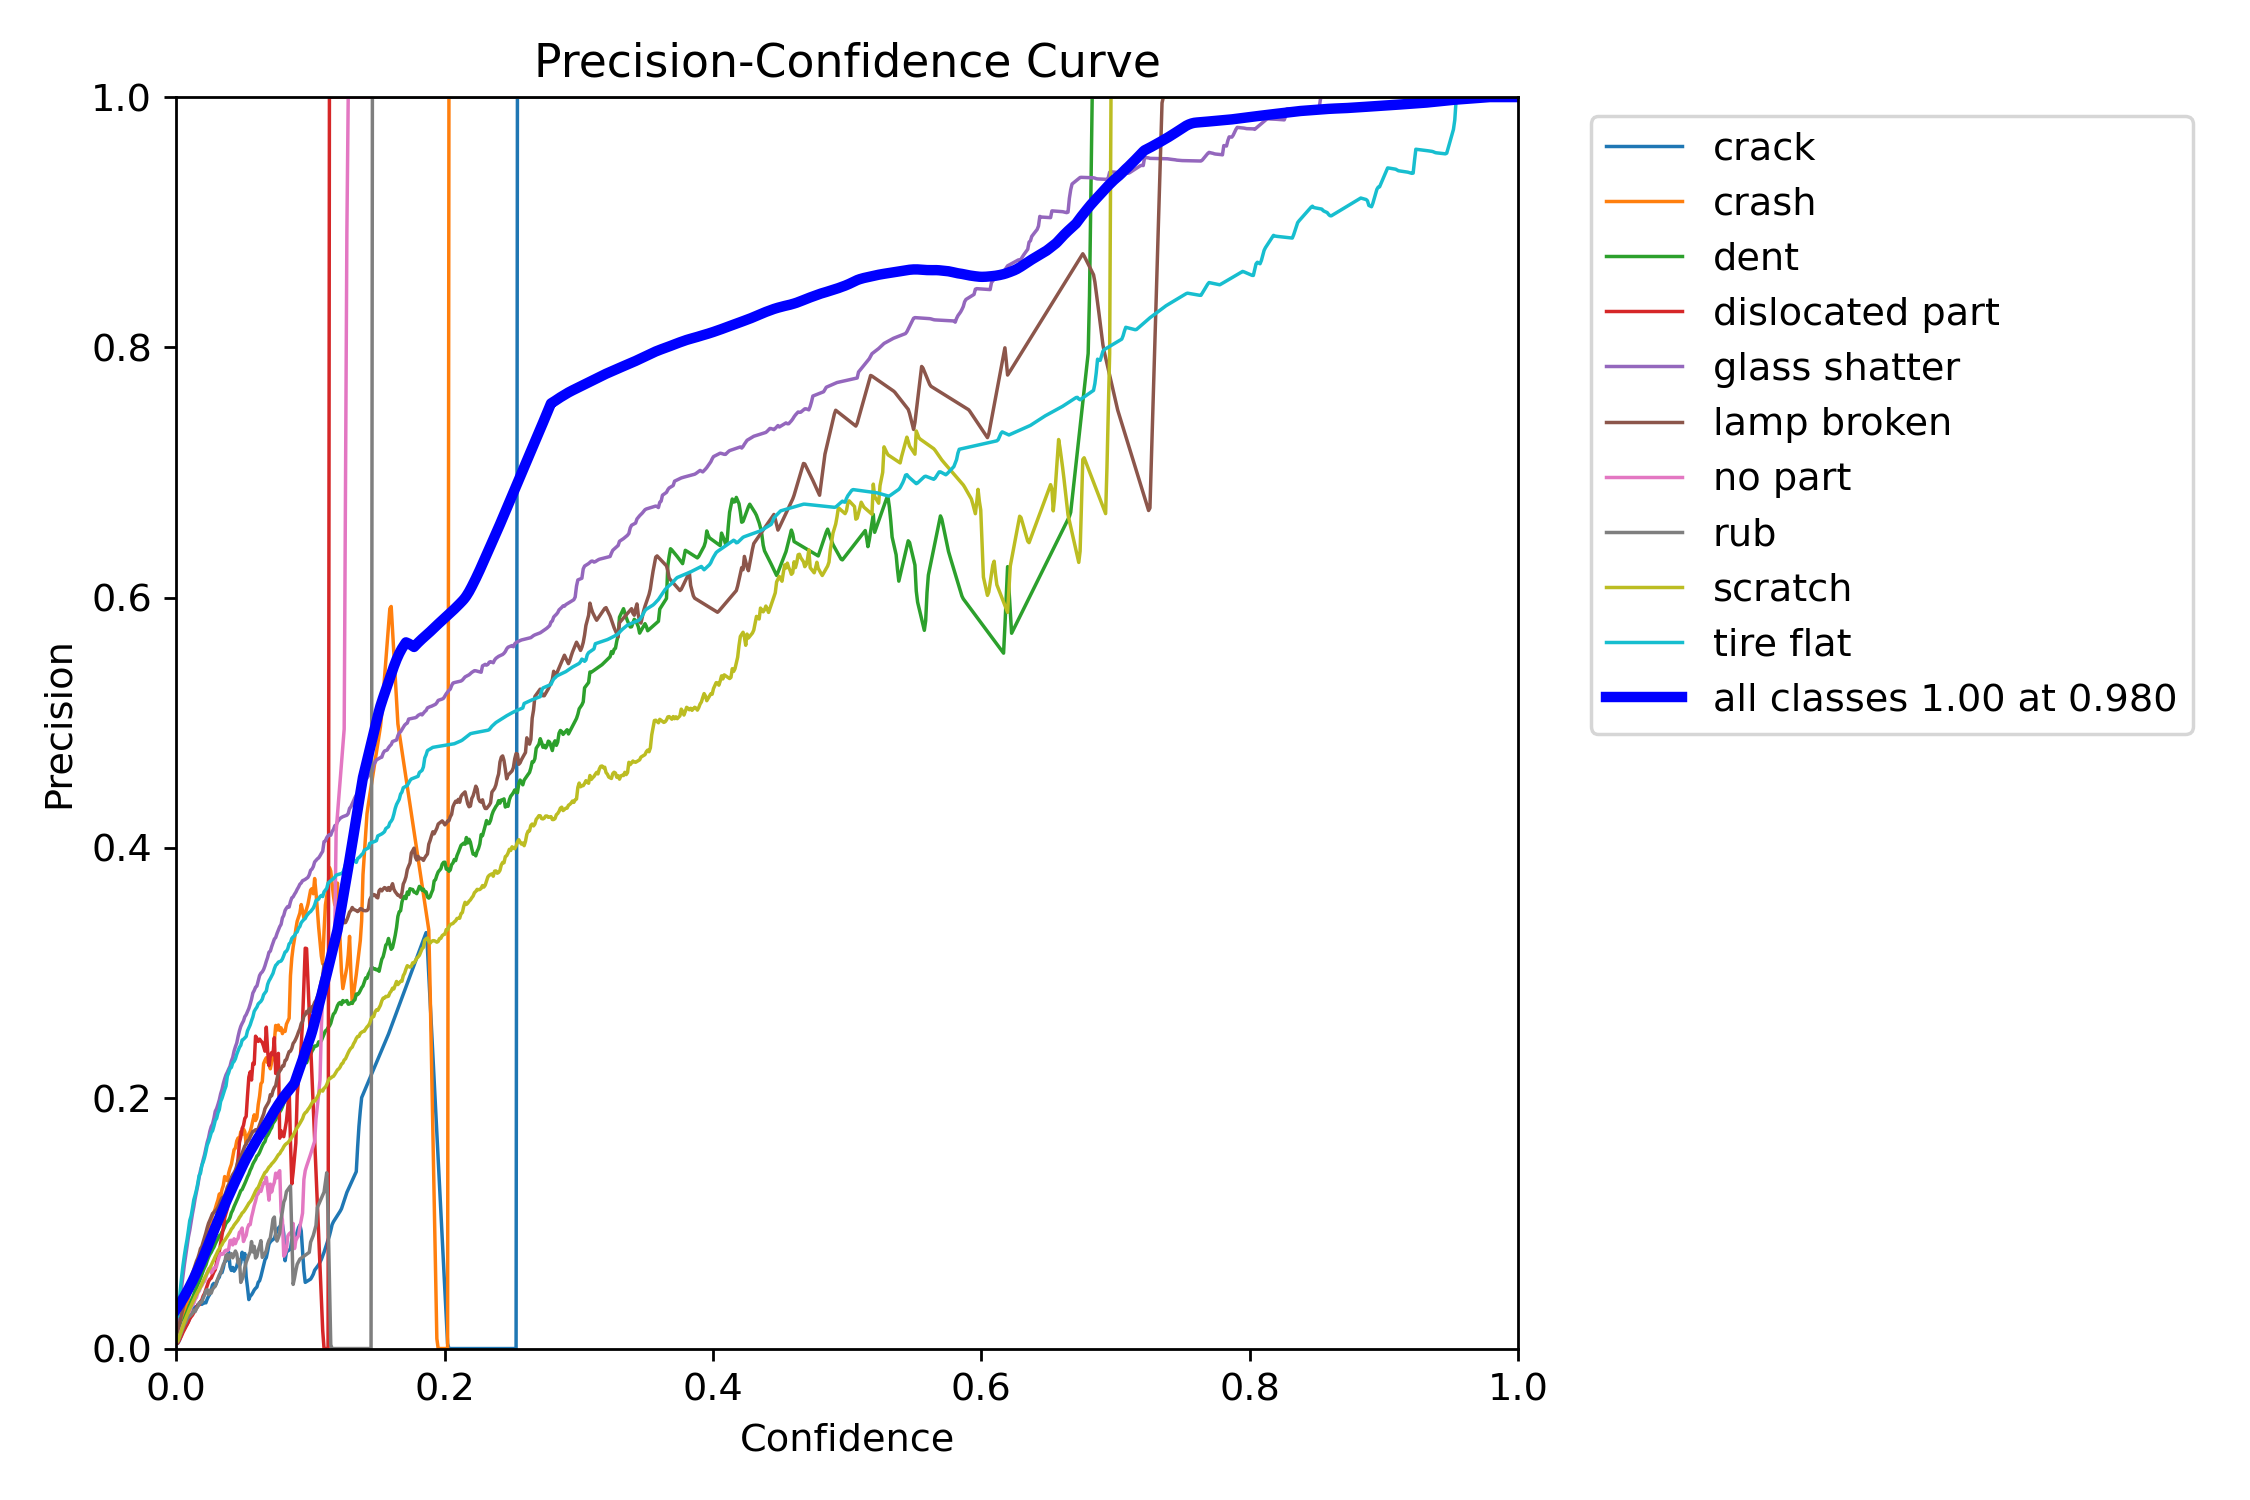 Precision-Confidence Curve
1.0
0.8
0.6
0.4
0.2
0.0
Precision
0.0 0.2 0.4 0.6 0.8 1.0
Confidence
crack
crash
dent
dislocated part
glass shatter
lamp broken
no part
rub
scratch
tire flat
all classes 1.00 at 0.980